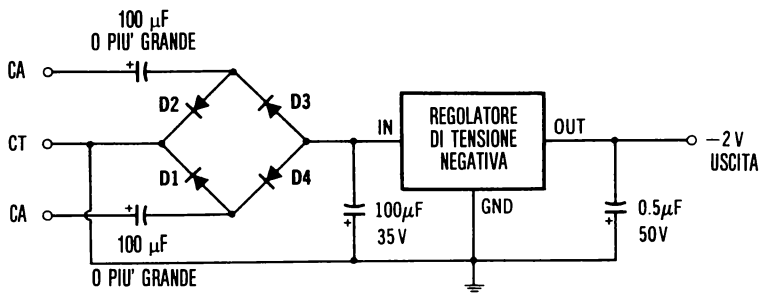 100 µF
O PIU' GRANDE
CA
+
D2
D3
CT
IN
REGOLATORE
DI TENSIONE
NEGATIVA
OUT
−2 V
USCITA
D1
D4
CA
+
100 µF
O PIU' GRANDE
100µF
35V
+
GND
0.5µF
50V
+